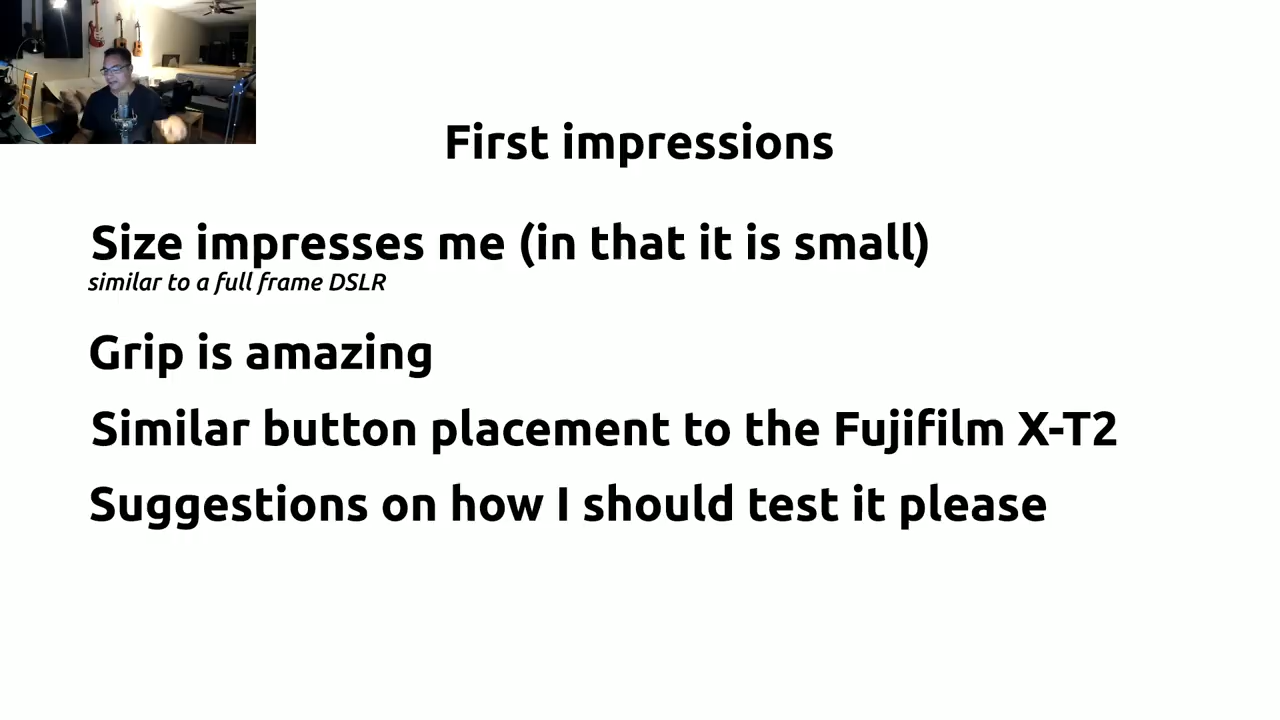 First impressions
Size impresses me (in that it is small)
similar to a full frame DSLR
Grip is amazing
Similar button placement to the Fujifilm X-T2
Suggestions on how I should test it please